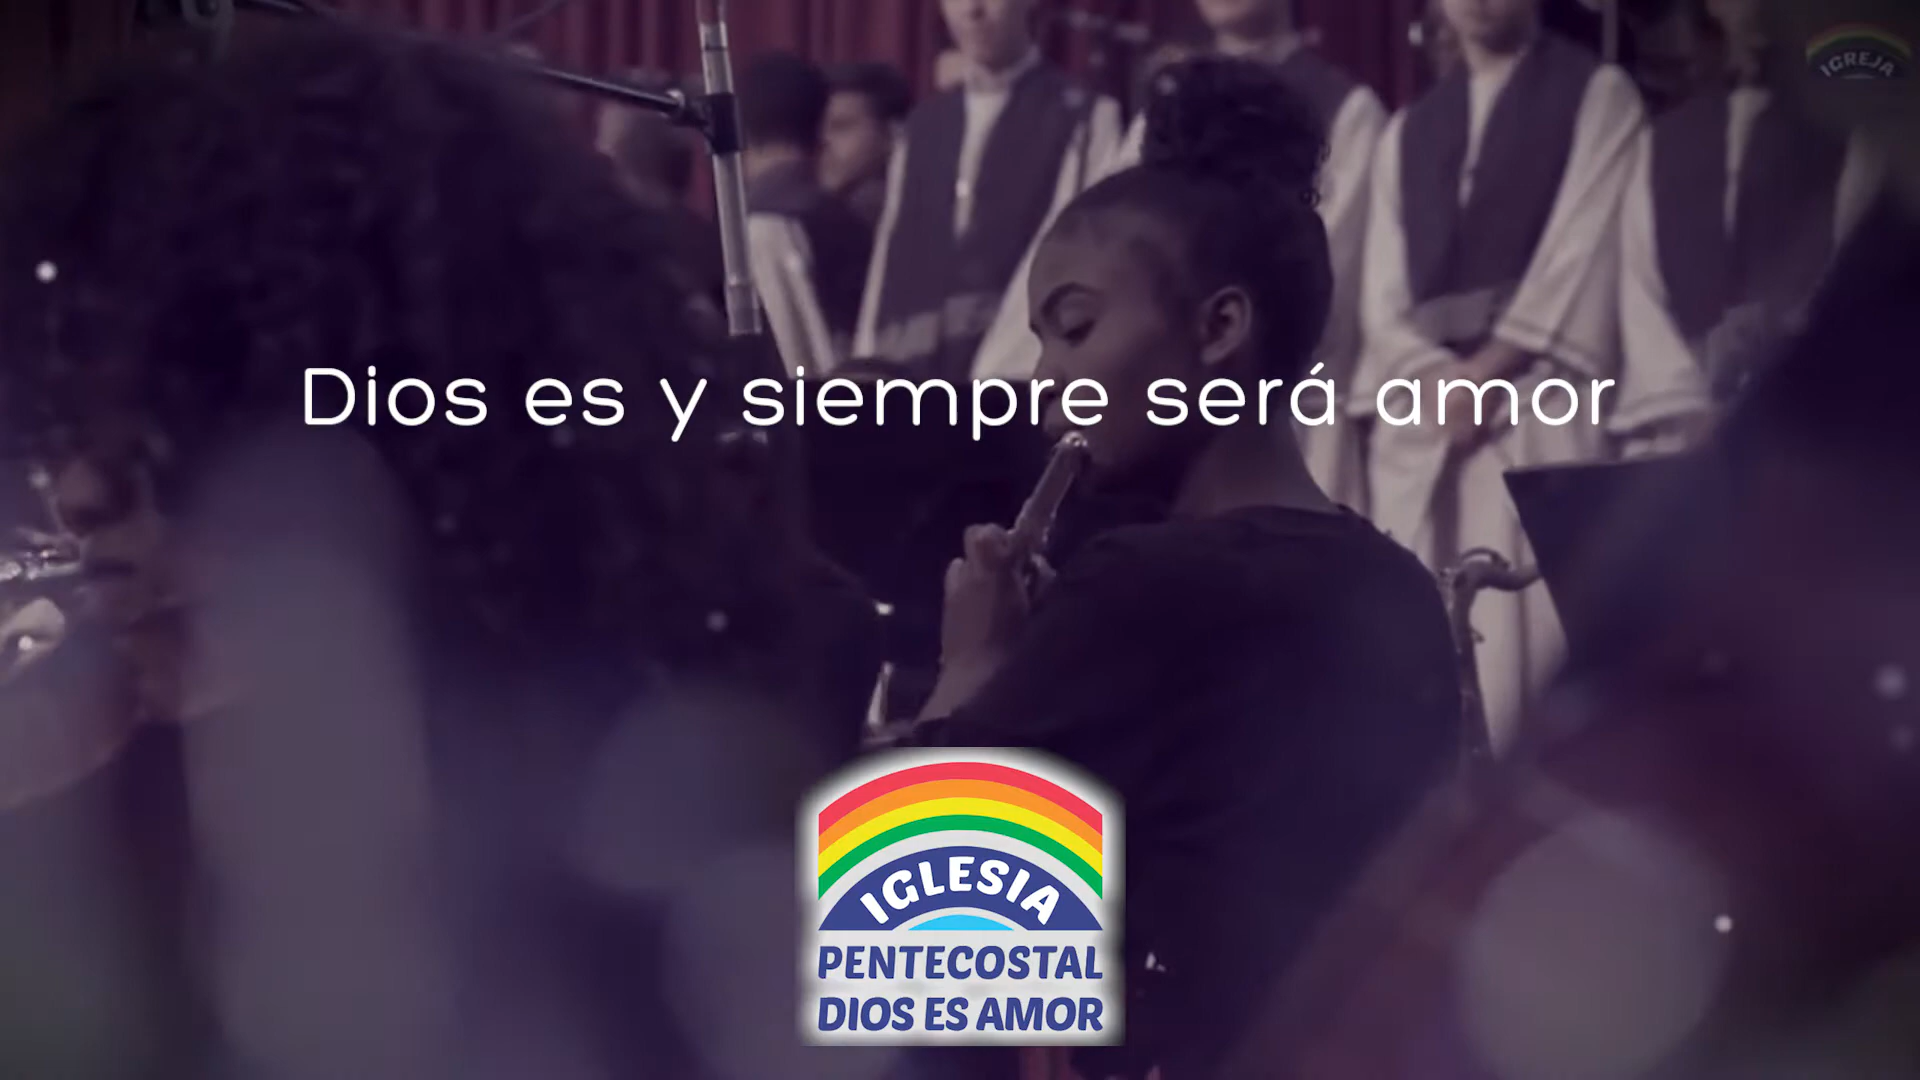 IGREJA
Dios es y siempre será amor
IGLESIA
PENTECOSTAL
DIOS ES AMOR